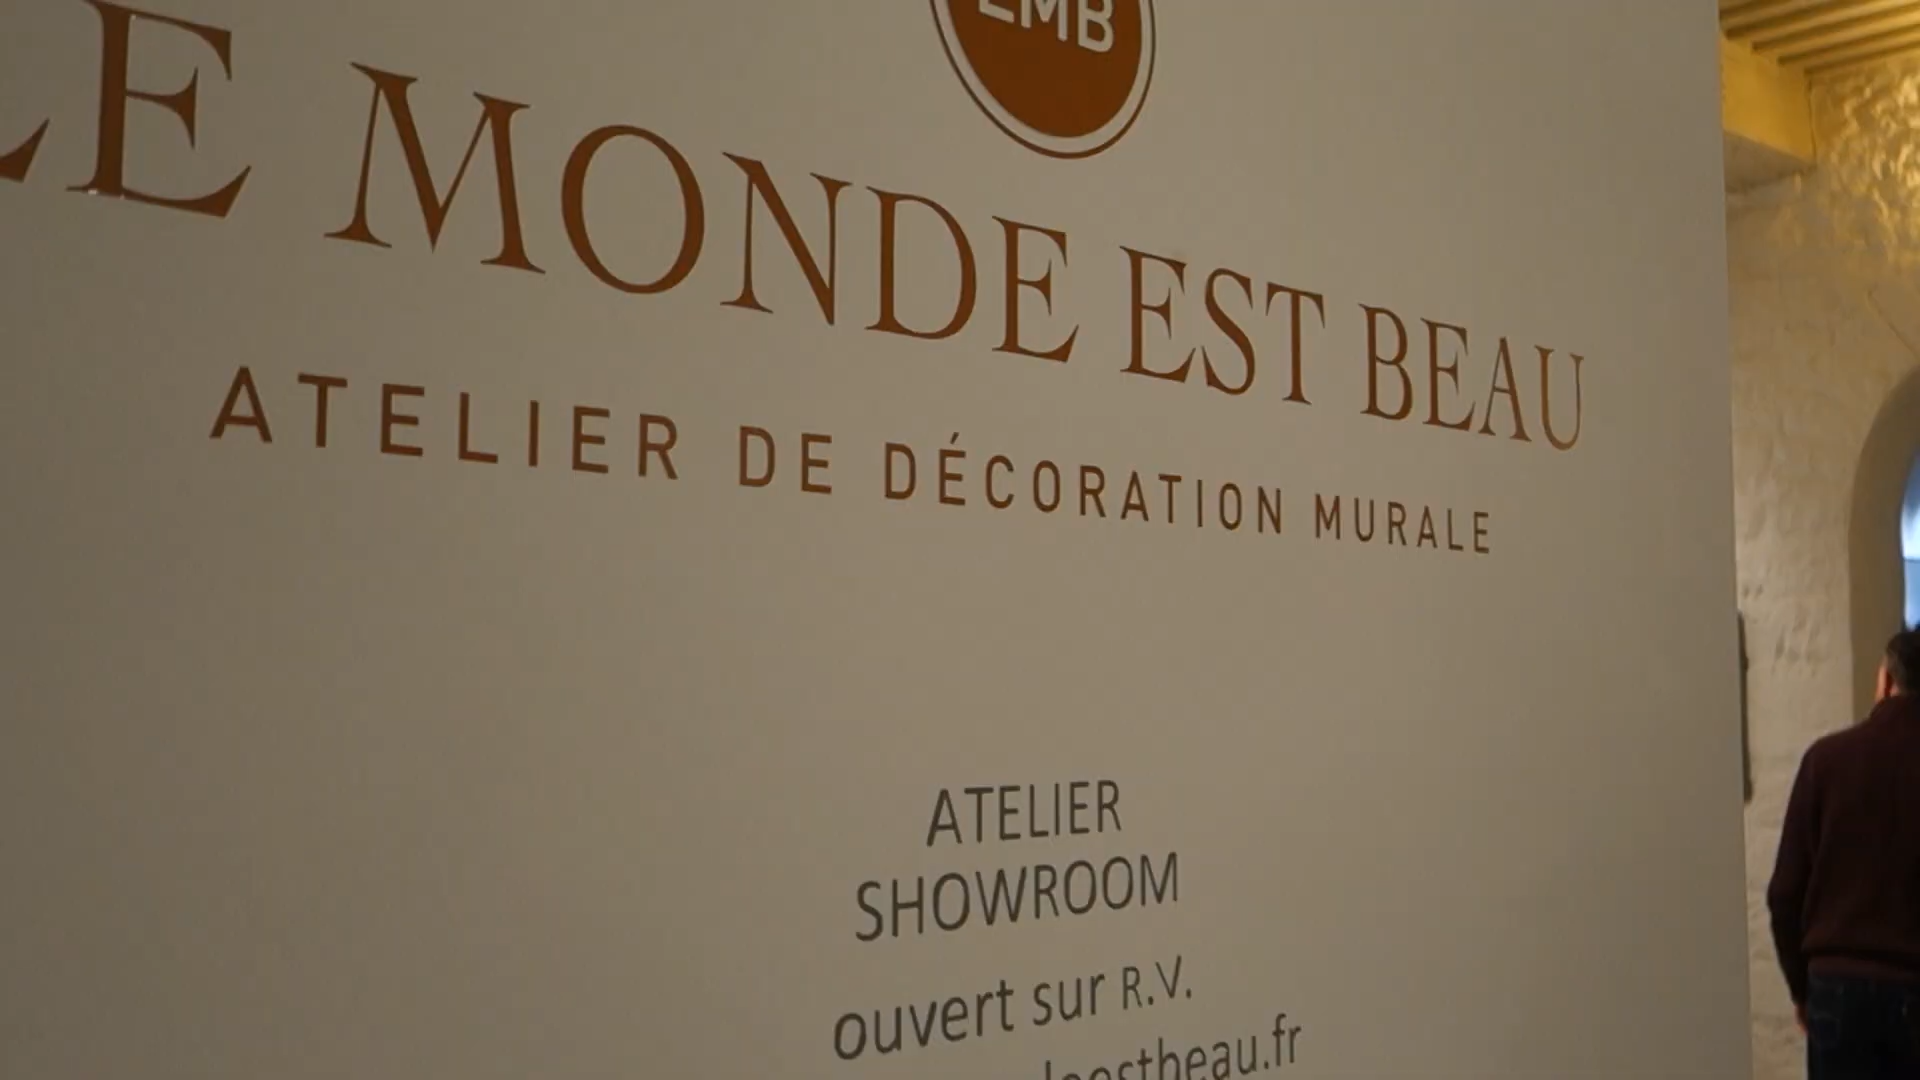 LMB
LE MONDE EST BEAU
ATELIER DE DÉCORATION MURALE
ATELIER
SHOWROOM
ouvert sur R.V.